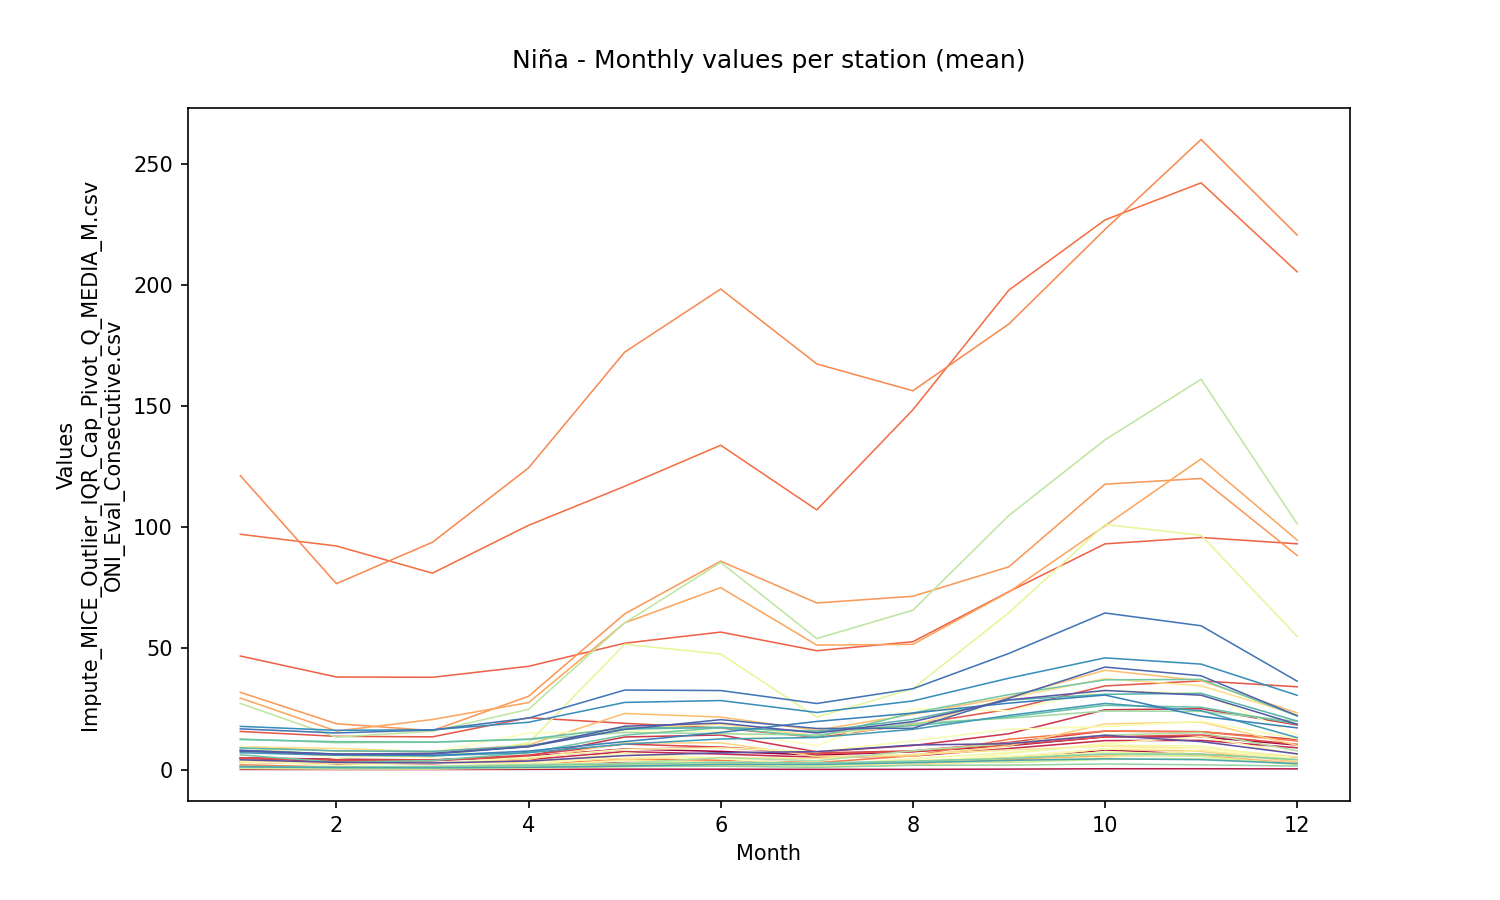 Niña - Monthly values per station (mean)
Values
Impute_MICE_Outlier_IQR_Cap_Pivot_Q_MEDIA_M.csv
ONI_Eval_Consecutive.csv
250
200
150
100
50
0
2 4 6 8 10 12
Month